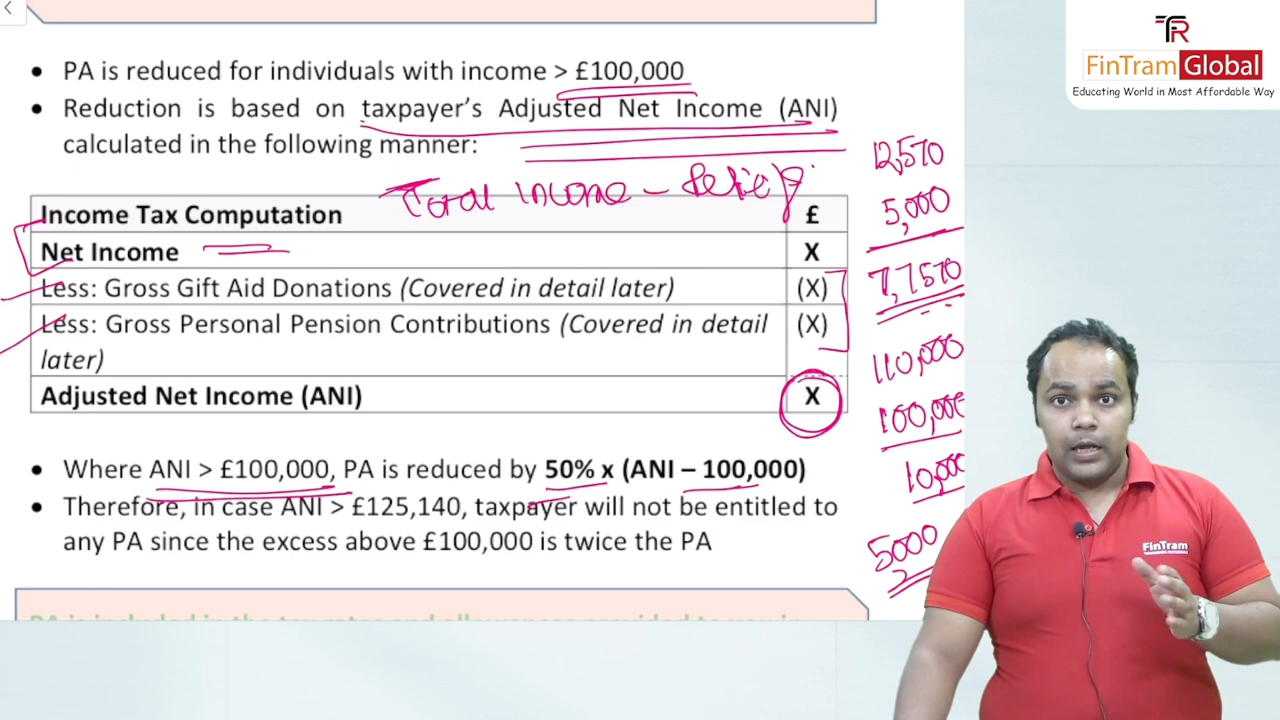 FinTram Global
Educating World in Most Affordable Way
• PA is reduced for individuals with income > £100,000
• Reduction is based on taxpayer's Adjusted Net Income (ANI)
calculated in the following manner:
Total income - Reliefs
Income Tax Computation £
Net Income X
Less: Gross Gift Aid Donations (Covered in detail later) (X)
Less: Gross Personal Pension Contributions (Covered in detail (X)
later)
Adjusted Net Income (ANI) X
• Where ANI > £100,000, PA is reduced by 50% x (ANI – 100,000)
• Therefore, in case ANI > £125,140, taxpayer will not be entitled to
any PA since the excess above £100,000 is twice the PA
12,570
5,000
110,000
100,000
10,000
5000
FinTram